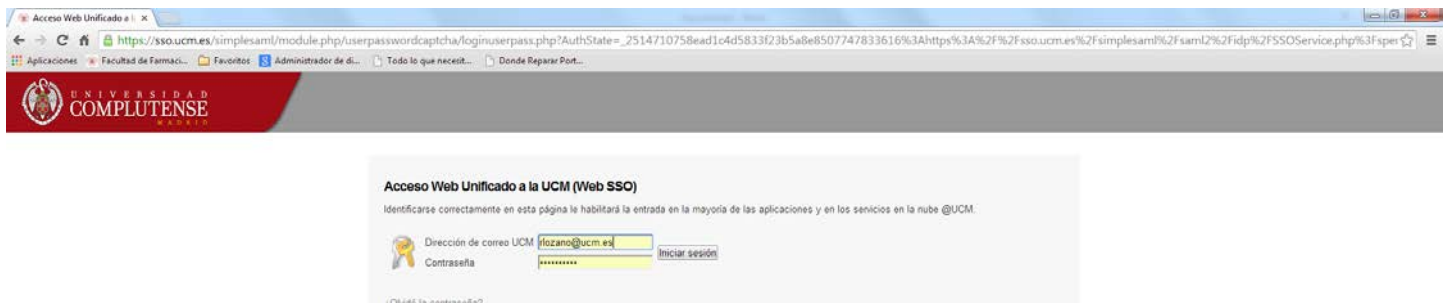 Acceso Web Unificado a l
https://sso.ucm.es/simplesaml/module.php/userpasswordcaptcha/loginuserpass.php?AuthState=_2514710758ead1c4d5833f23b5a8e8507747833616%3Ahttps%3A%2F%2Fsso.ucm.es%2Fsimplesaml%2Fsaml2%2Fidp%2FSSOService.php%3Fsper
Aplicaciones Facultad de Farmaci... Favoritos Administrador de di... Todo lo que necesit... Donde Reparar Port...
UNIVERSIDAD
COMPLUTENSE
MADRID
Acceso Web Unificado a la UCM (Web SSO)
Identificarse correctamente en esta página le habilitará la entrada en la mayoría de las aplicaciones y en los servicios en la nube @UCM.
Dirección de correo UCM rlozano@ucm.es
Iniciar sesión
Contraseña ••••••••••
¿Olvidó la contraseña?